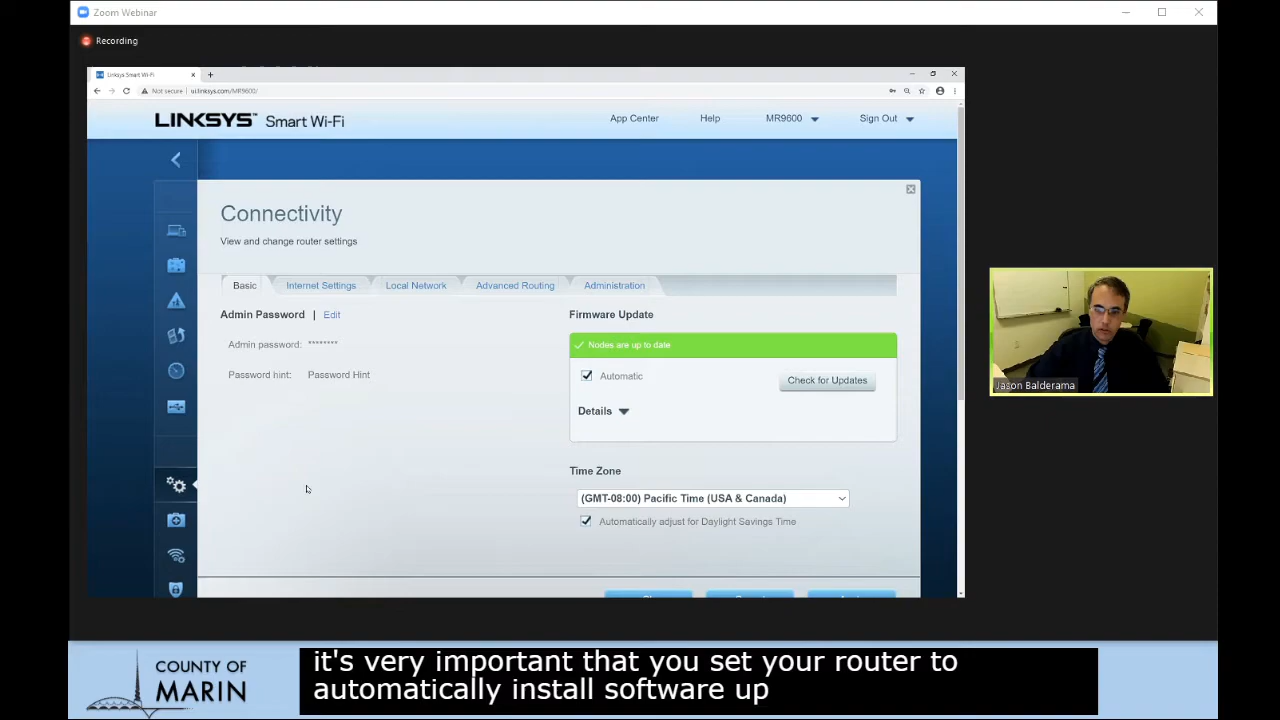 Zoom Webinar
Recording
Linksys Smart Wi-Fi
Not secure | ui.linksys.com/MR9600/
LINKSYS™ Smart Wi-Fi
App Center
Help
MR9600
Sign Out
Connectivity
View and change router settings
Basic
Internet Settings
Local Network
Advanced Routing
Administration
Admin Password | Edit
Admin password: ********
Password hint: Password Hint
Firmware Update
Nodes are up to date
Automatic
Check for Updates
Details
Time Zone
(GMT-08:00) Pacific Time (USA & Canada)
Automatically adjust for Daylight Savings Time
Jason Balderama
COUNTY OF
MARIN
it's very important that you set your router to
automatically install software up